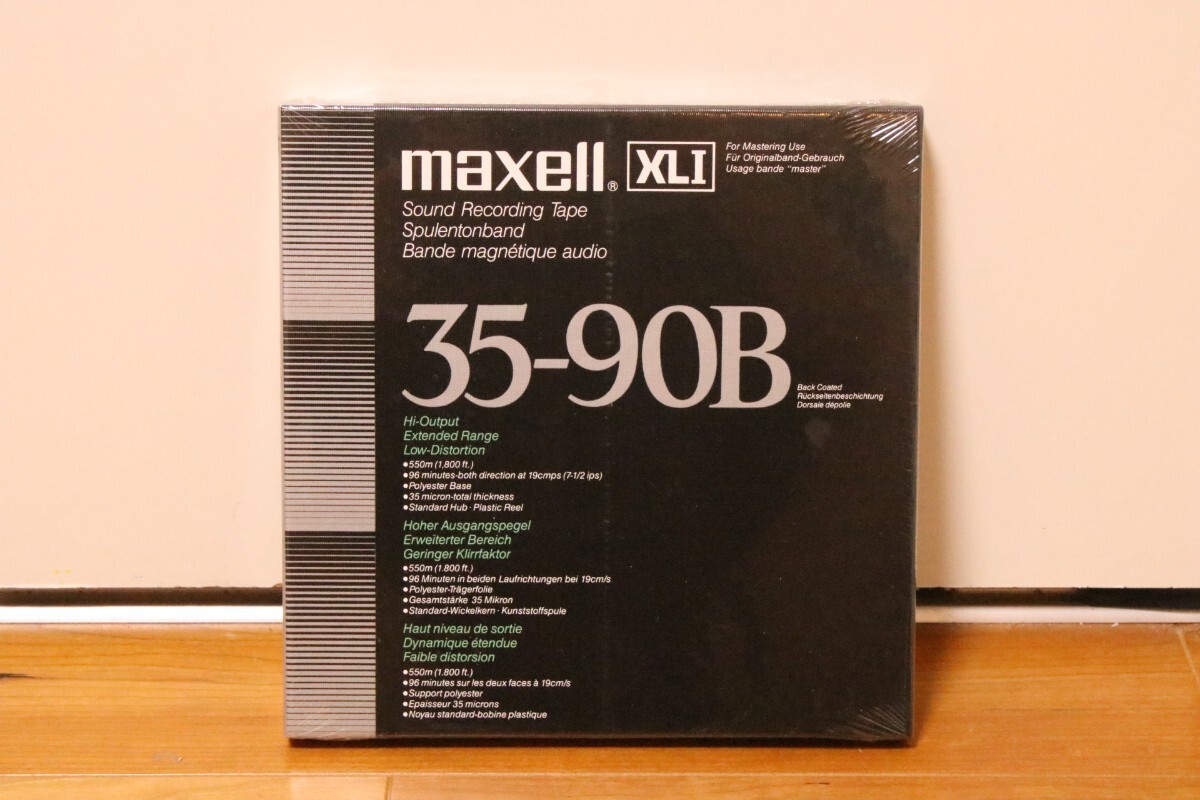 maxell® XLI
For Mastering Use
Für Originalband-Gebrauch
Usage bande "master"
Sound Recording Tape
Spulentonband
Bande magnétique audio
35-90B
Back Coated
Rückseitenbeschichtung
Dorsale dépolie
Hi-Output
Extended Range
Low-Distortion
•550m (1,800 ft.)
•96 minutes-both direction at 19cmps (7-1/2 ips)
•Polyester Base
•35 micron-total thickness
•Standard Hub · Plastic Reel
Hoher Ausgangspegel
Erweiterter Bereich
Geringer Klirrfaktor
•550m (1.800 ft.)
•96 Minuten in beiden Laufrichtungen bei 19cm/s
•Polyester-Trägerfolie
•Gesamtstärke 35 Mikron
•Standard-Wickelkern · Kunststoffspule
Haut niveau de sortie
Dynamique étendue
Faible distorsion
•550m (1.800 ft.)
•96 minutes sur les deux faces à 19cm/s
•Support polyester
•Epaisseur 35 microns
•Noyau standard-bobine plastique